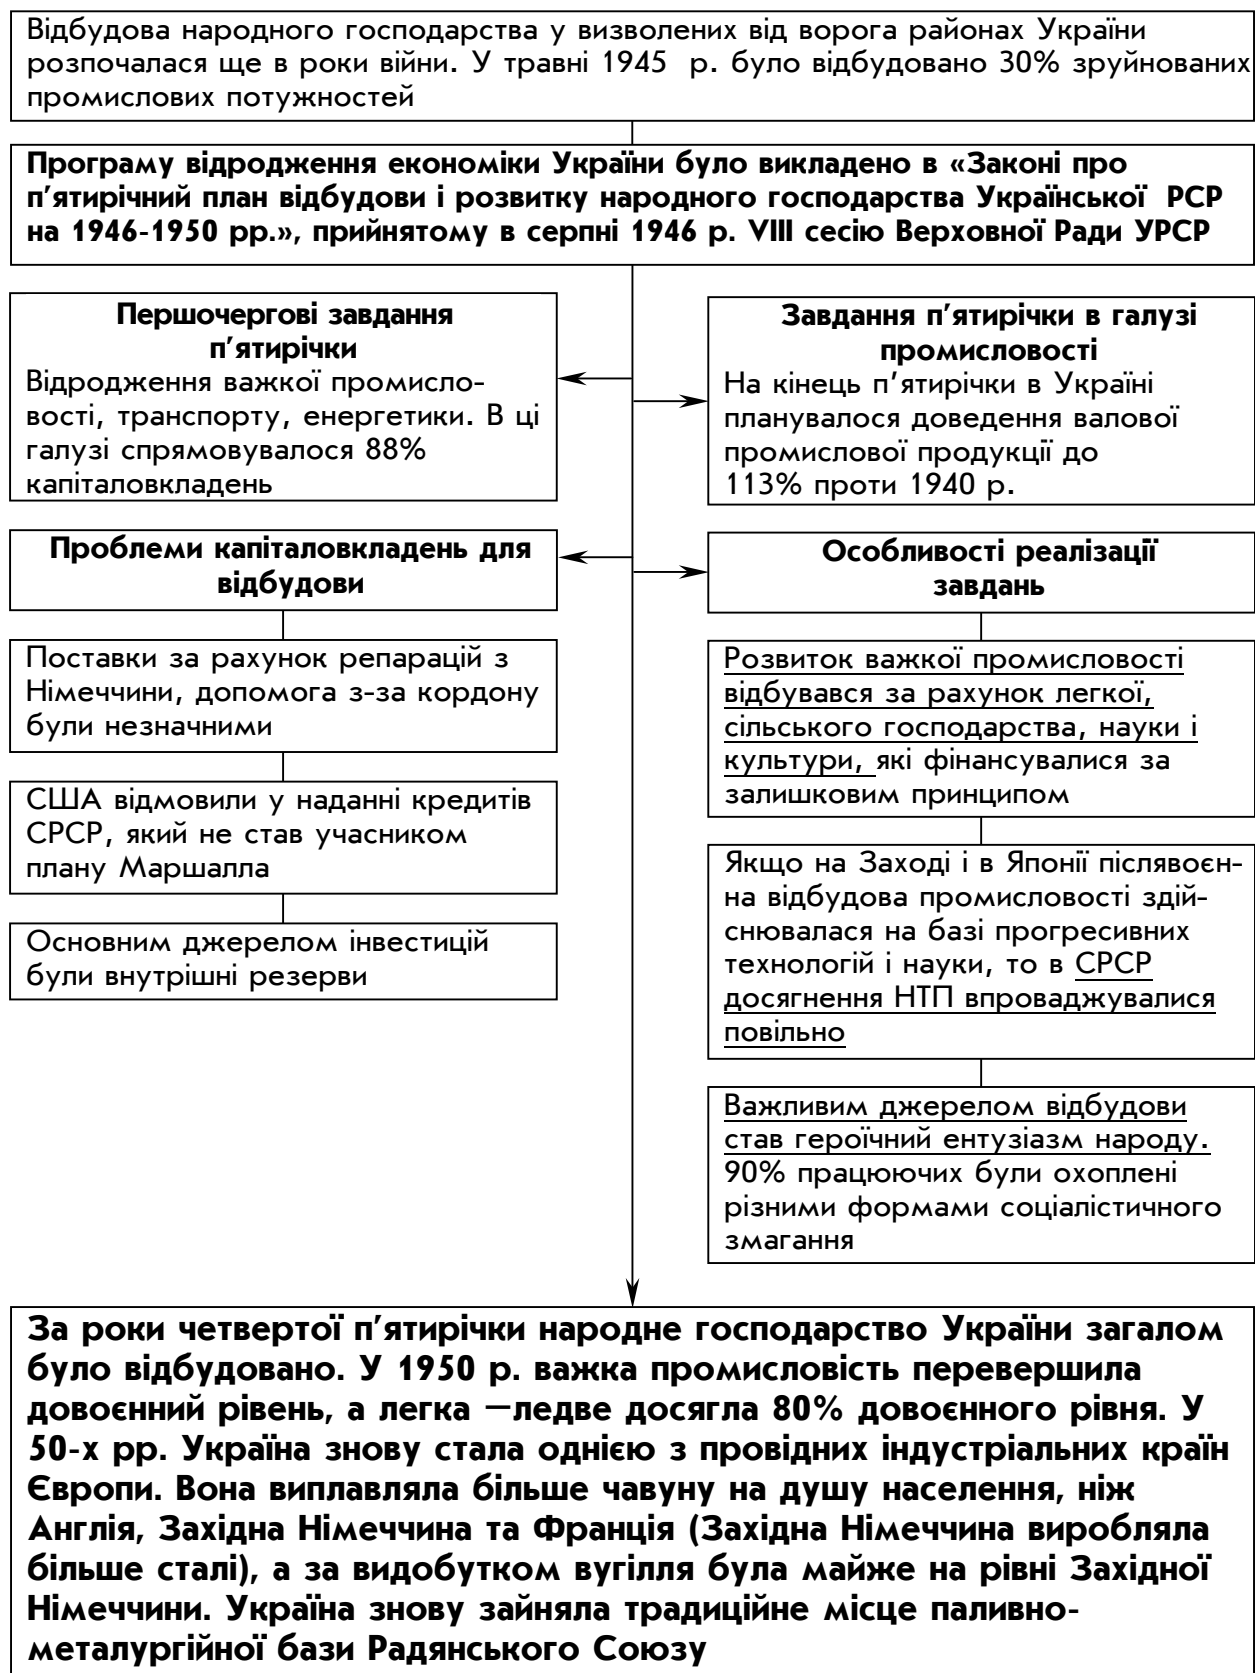 Відбудова народного господарства у визволених від ворога районах України
розпочалася ще в роки війни. У травні 1945 р. було відбудовано 30% зруйнованих
промислових потужностей
Програму відродження економіки України було викладено в «Законі про
п'ятирічний план відбудови і розвитку народного господарства Української РСР
на 1946-1950 рр.», прийнятому в серпні 1946 р. VIII сесію Верховної Ради УРСР
Першочергові завдання
п'ятирічки
Відродження важкої промисло-
вості, транспорту, енергетики. В ці
галузі спрямовувалося 88%
капіталовкладень
Завдання п'ятирічки в галузі
промисловості
На кінець п'ятирічки в Україні
планувалося доведення валової
промислової продукції до
113% проти 1940 р.
Проблеми капіталовкладень для
відбудови
Поставки за рахунок репарацій з
Німеччини, допомога з-за кордону
були незначними
США відмовили у наданні кредитів
СРСР, який не став учасником
плану Маршалла
Основним джерелом інвестицій
були внутрішні резерви
Особливості реалізації
завдань
Розвиток важкої промисловості
відбувався за рахунок легкої,
сільського господарства, науки і
культури, які фінансувалися за
залишковим принципом
Якщо на Заході і в Японії післявоєн-
на відбудова промисловості здій-
снювалася на базі прогресивних
технологій і науки, то в СРСР
досягнення НТП впроваджувалися
повільно
Важливим джерелом відбудови
став героїчний ентузіазм народу.
90% працюючих були охоплені
різними формами соціалістичного
змагання
За роки четвертої п'ятирічки народне господарство України загалом
було відбудовано. У 1950 р. важка промисловість перевершила
довоєнний рівень, а легка —ледве досягла 80% довоєнного рівня. У
50-х рр. Україна знову стала однією з провідних індустріальних країн
Європи. Вона виплавляла більше чавуну на душу населення, ніж
Англія, Західна Німеччина та Франція (Західна Німеччина виробляла
більше сталі), а за видобутком вугілля була майже на рівні Західної
Німеччини. Україна знову зайняла традиційне місце паливно-
металургійної бази Радянського Союзу